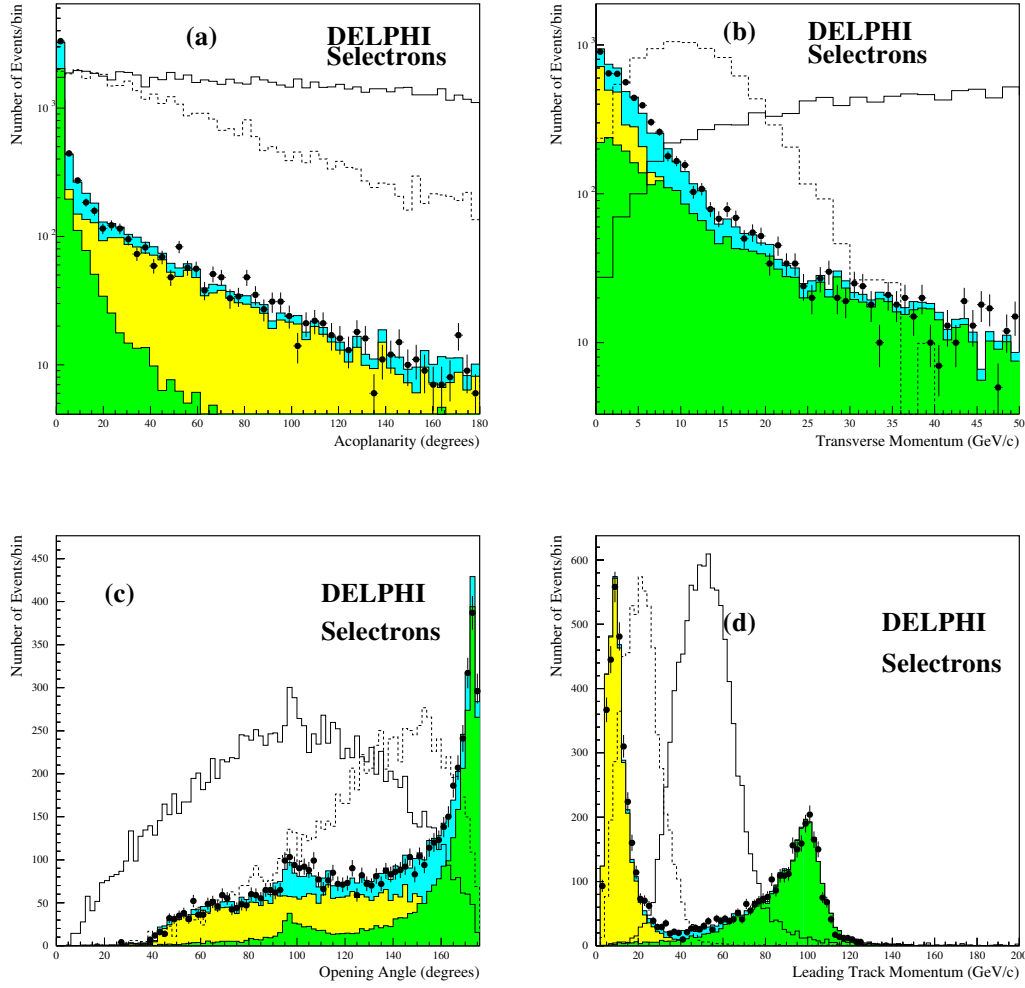 Number of Events/bin
(a)
DELPHI
Selectrons
10^3
10^2
10
0 20 40 60 80 100 120 140 160 180
Acoplanarity (degrees)
Number of Events/bin
(b)
DELPHI
Selectrons
10^3
10^2
10
0 5 10 15 20 25 30 35 40 45 50
Transverse Momentum (GeV/c)
Number of Events/bin
(c)
DELPHI
Selectrons
450
400
350
300
250
200
150
100
50
0
0 20 40 60 80 100 120 140 160
Opening Angle (degrees)
Number of Events/bin
(d)
DELPHI
Selectrons
600
500
400
300
200
100
0
0 20 40 60 80 100 120 140 160 180 200
Leading Track Momentum (GeV/c)